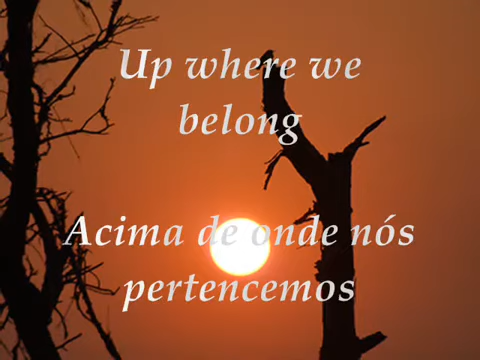 Up where we
belong
Acima de onde nós
pertencemos